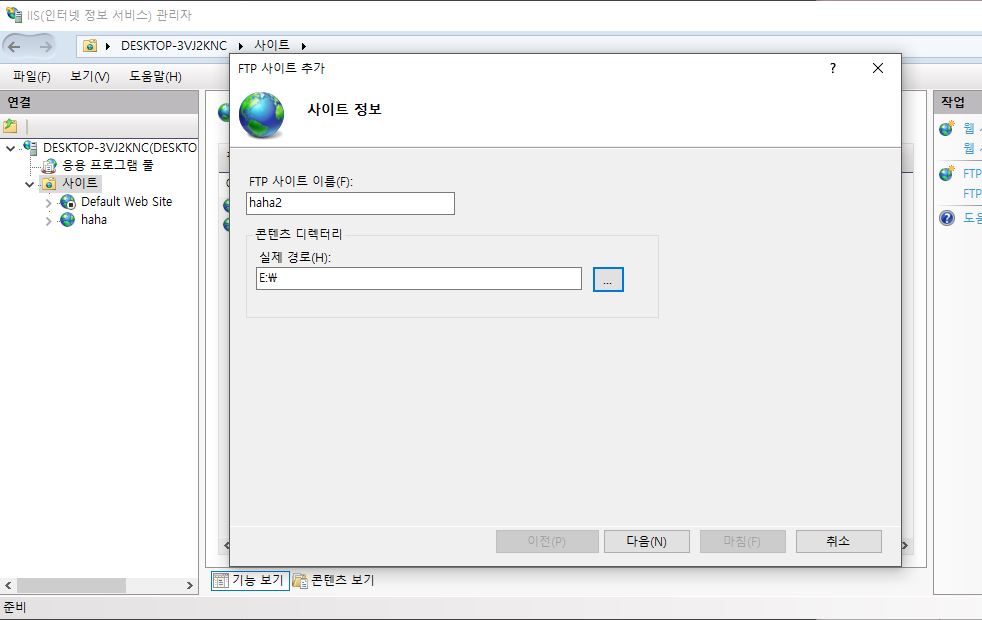 IIS(인터넷 정보 서비스) 관리자
DESKTOP-3VJ2KNC 사이트
파일(F) 보기(V) 도움말(H)
연결
DESKTOP-3VJ2KNC(DESKTO
응용 프로그램 풀
사이트
Default Web Site
haha
FTP 사이트 추가
?
사이트 정보
FTP 사이트 이름(F):
haha2
콘텐츠 디렉터리
실제 경로(H):
E:₩
...
이전(P) 다음(N) 마침(F) 취소
작업
웹
웹
FTP
FTP
기능 보기 콘텐츠 보기
준비